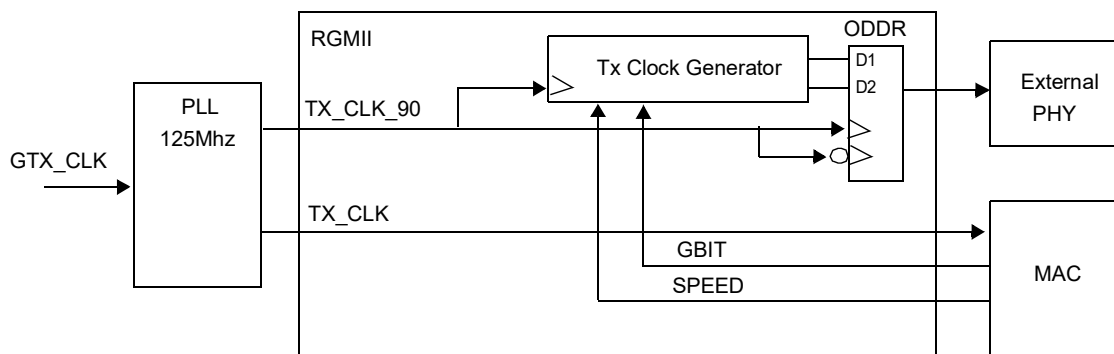 RGMII
ODDR
Tx Clock Generator
D1
D2
External
PHY
PLL
125Mhz
TX_CLK_90
GTX_CLK
TX_CLK
GBIT
SPEED
MAC